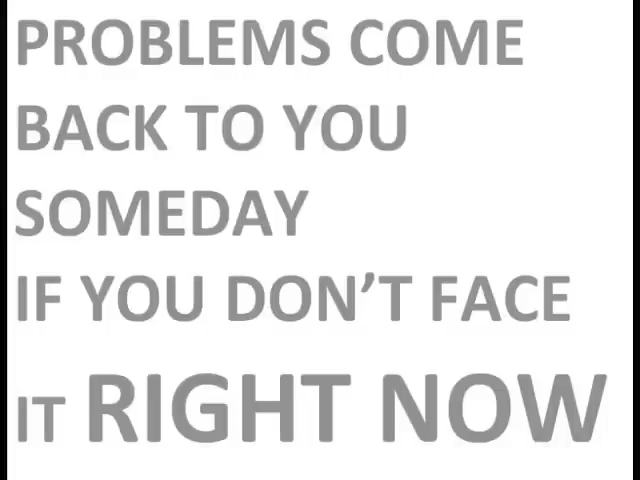 PROBLEMS COME
BACK TO YOU
SOMEDAY
IF YOU DON’T FACE
IT RIGHT NOW